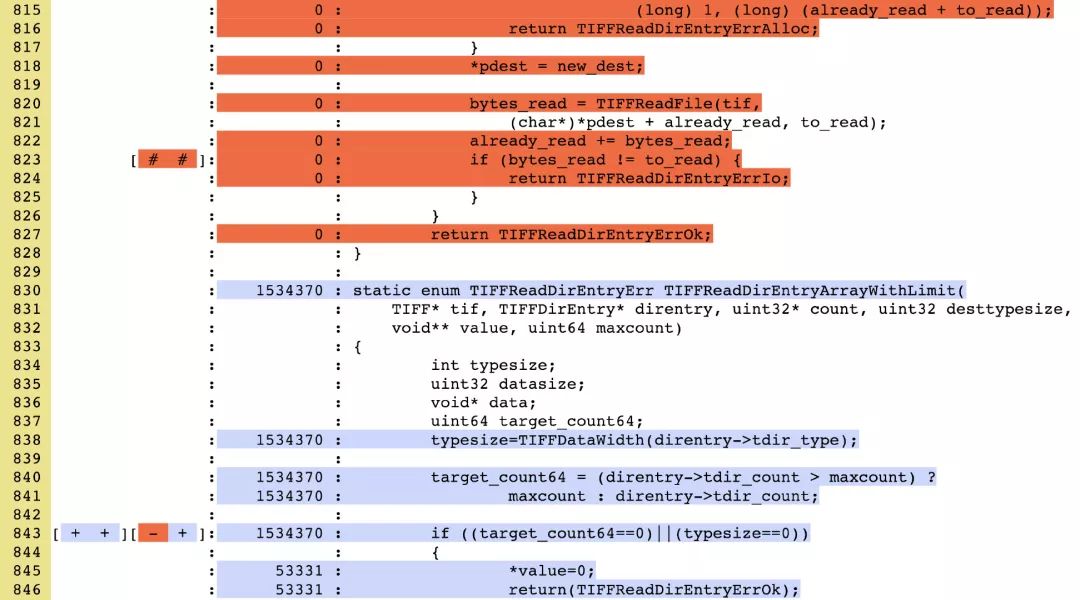 815 : 0 : (long) 1, (long) (already_read + to_read));
816 : 0 : return TIFFReadDirEntryErrAlloc;
817 : : }
818 : 0 : *pdest = new_dest;
819 : :
820 : 0 : bytes_read = TIFFReadFile(tif,
821 : : (char*)*pdest + already_read, to_read);
822 : 0 : already_read += bytes_read;
823 [ # # ]: 0 : if (bytes_read != to_read) {
824 : 0 : return TIFFReadDirEntryErrIo;
825 : : }
826 : : }
827 : 0 : return TIFFReadDirEntryErrOk;
828 : : }
829 : :
830 : 1534370 : static enum TIFFReadDirEntryErr TIFFReadDirEntryArrayWithLimit(
831 : : TIFF* tif, TIFFDirEntry* direntry, uint32* count, uint32 desttypesize,
832 : : void** value, uint64 maxcount)
833 : : {
834 : : int typesize;
835 : : uint32 datasize;
836 : : void* data;
837 : : uint64 target_count64;
838 : 1534370 : typesize=TIFFDataWidth(direntry->tdir_type);
839 : :
840 : 1534370 : target_count64 = (direntry->tdir_count > maxcount) ?
841 : 1534370 : maxcount : direntry->tdir_count;
842 : :
843 [ + + ][ - + ]: 1534370 : if ((target_count64==0)||(typesize==0))
844 : : {
845 : 53331 : *value=0;
846 : 53331 : return(TIFFReadDirEntryErrOk);